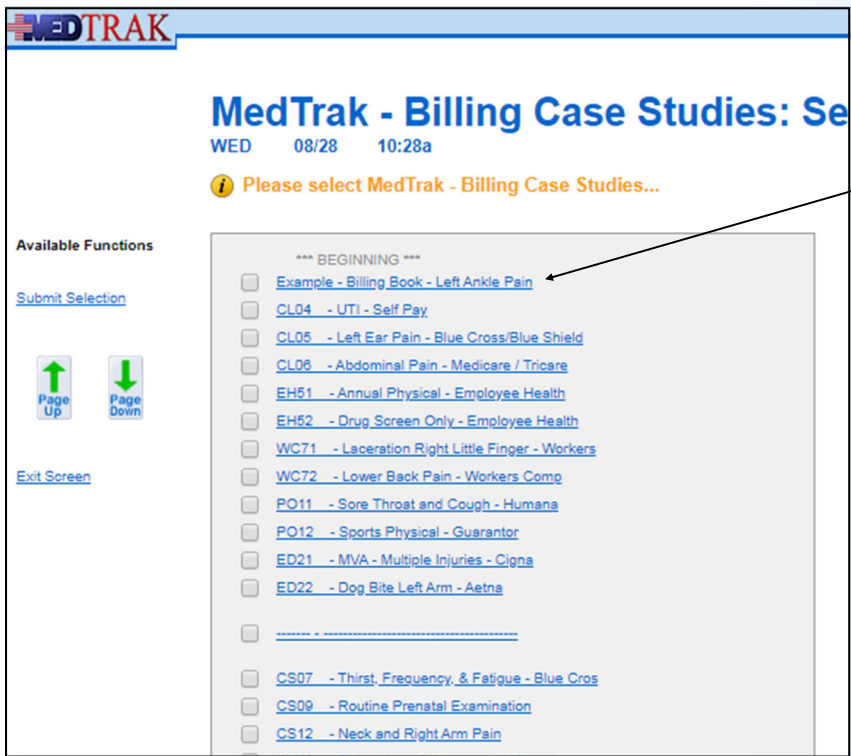 MEDTRAK
MedTrak - Billing Case Studies: Se
WED 08/28 10:28a
i Please select MedTrak - Billing Case Studies...
Available Functions
Submit Selection
Page Up
Page Down
Exit Screen
*** BEGINNING ***
Example - Billing Book - Left Ankle Pain
CL04 - UTI - Self Pay
CL05 - Left Ear Pain - Blue Cross/Blue Shield
CL06 - Abdominal Pain - Medicare / Tricare
EH51 - Annual Physical - Employee Health
EH52 - Drug Screen Only - Employee Health
WC71 - Laceration Right Little Finger - Workers
WC72 - Lower Back Pain - Workers Comp
PO11 - Sore Throat and Cough - Humana
PO12 - Sports Physical - Guarantor
ED21 - MVA - Multiple Injuries - Cigna
ED22 - Dog Bite Left Arm - Aetna
------- - ----------------------------------------
CS07 - Thirst, Frequency, & Fatigue - Blue Cros
CS09 - Routine Prenatal Examination
CS12 - Neck and Right Arm Pain